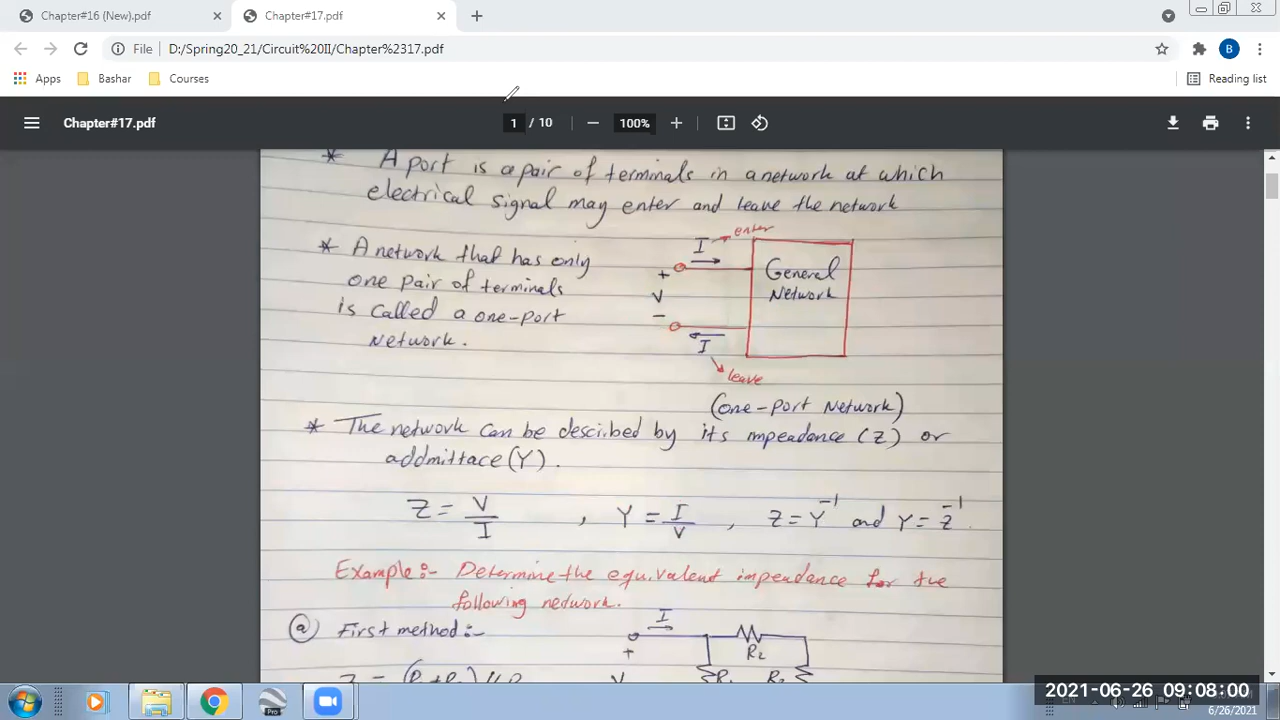 Chapter#16 (New).pdf
Chapter#17.pdf
File
D:/Spring20_21/Circuit%20II/Chapter%2317.pdf
B
Apps
Bashar
Courses
Reading list
Chapter#17.pdf
1 / 10
100%
* A port is a pair of terminals in a network at which
electrical signal may enter and leave the network
* A network that has only
one pair of terminals
is called a one-port
Network.
I → enter
+
V
-
I
leave
General
Network
(one-port Network)
* The network can be described by its impeadance (Z) or
addmittace (Y).
Z = V/I , Y = I/V , Z = Y⁻¹ and Y = Z⁻¹
Example:- Determine the equivalent impeadance for the
following network.
(a) First method:-
I
+
V
R2
R1
2021-06-26 09:08:00
6/26/2021
Pro